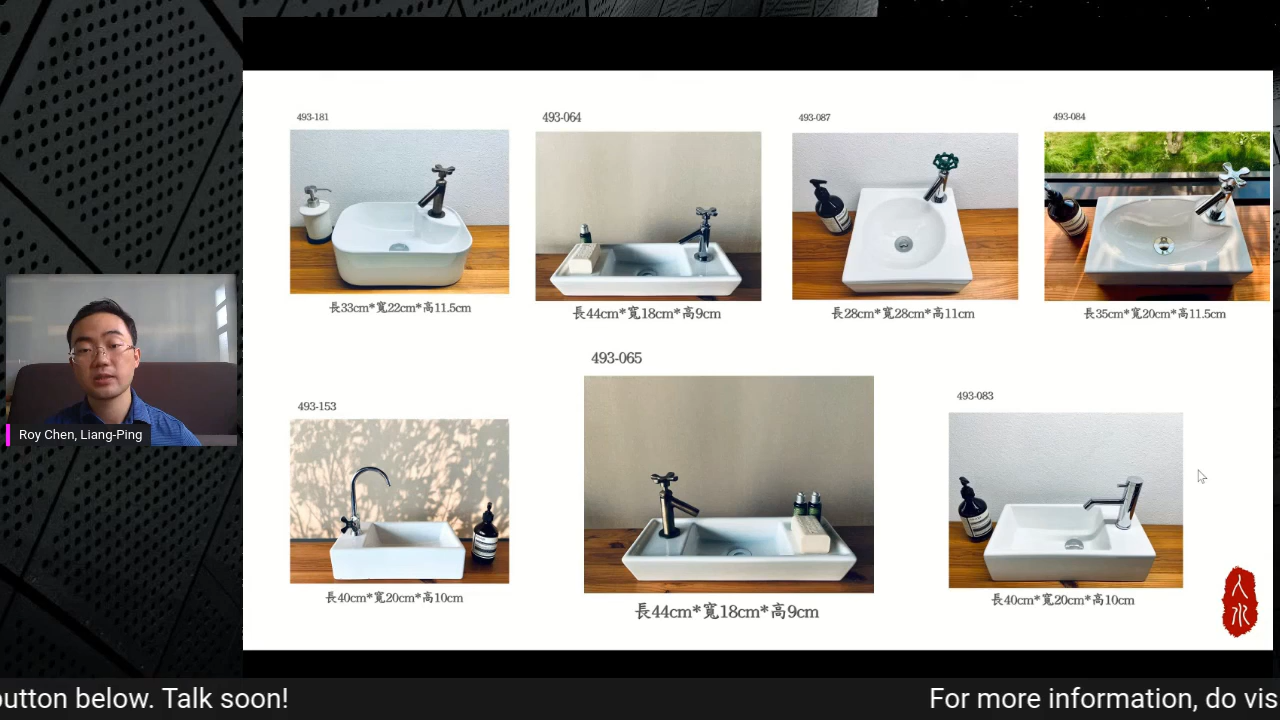 493-181
493-064
493-087
493-084
長33cm*寬22cm*高11.5cm
長44cm*寬18cm*高9cm
長28cm*寬28cm*高11cm
長35cm*寬20cm*高11.5cm
493-153
493-065
493-083
長40cm*寬20cm*高10cm
長44cm*寬18cm*高9cm
長40cm*寬20cm*高10cm
人水
Roy Chen, Liang-Ping
button below. Talk soon!
For more information, do vis